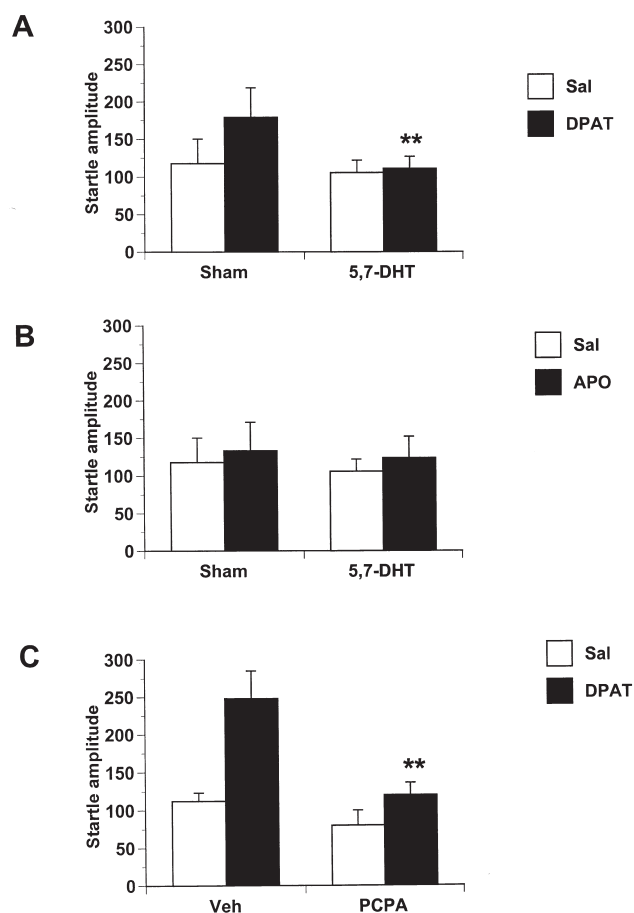 A
Startle amplitude
300
250
200
150
100
50
0
**
Sham
5,7-DHT
Sal
DPAT
B
Startle amplitude
300
250
200
150
100
50
0
Sham
5,7-DHT
Sal
APO
C
Startle amplitude
300
250
200
150
100
50
0
**
Veh
PCPA
Sal
DPAT